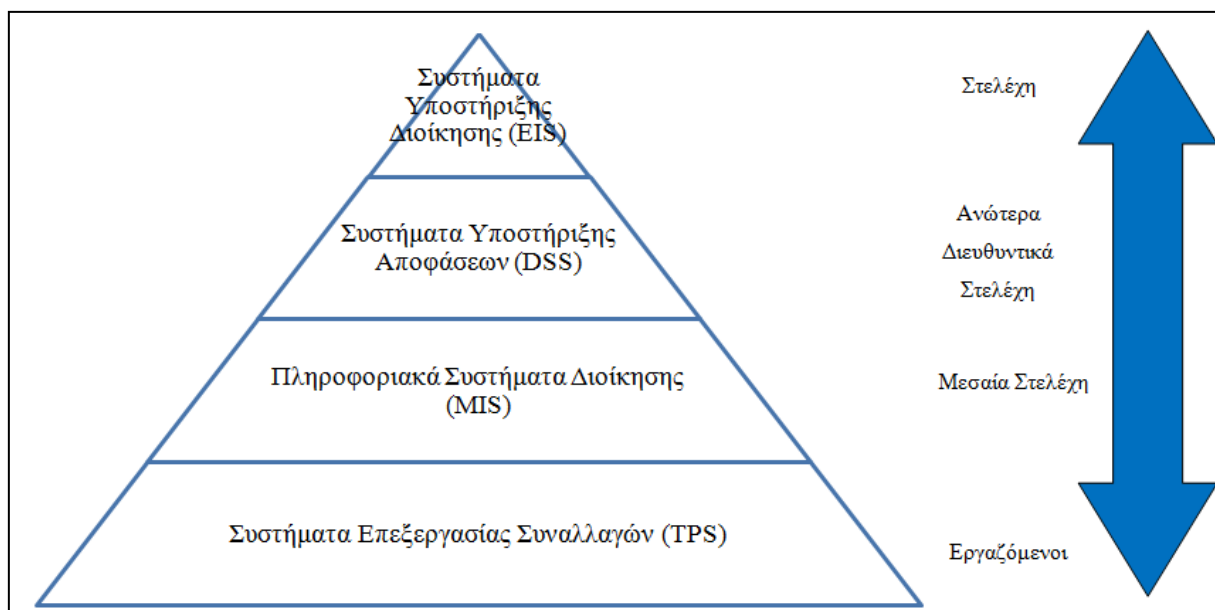 Συστήματα
Υποστήριξης
Διοίκησης (EIS)
Στελέχη
Συστήματα Υποστήριξης
Αποφάσεων (DSS)
Ανώτερα
Διευθυντικά
Στελέχη
Πληροφοριακά Συστήματα Διοίκησης
(MIS)
Μεσαία Στελέχη
Συστήματα Επεξεργασίας Συναλλαγών (TPS)
Εργαζόμενοι